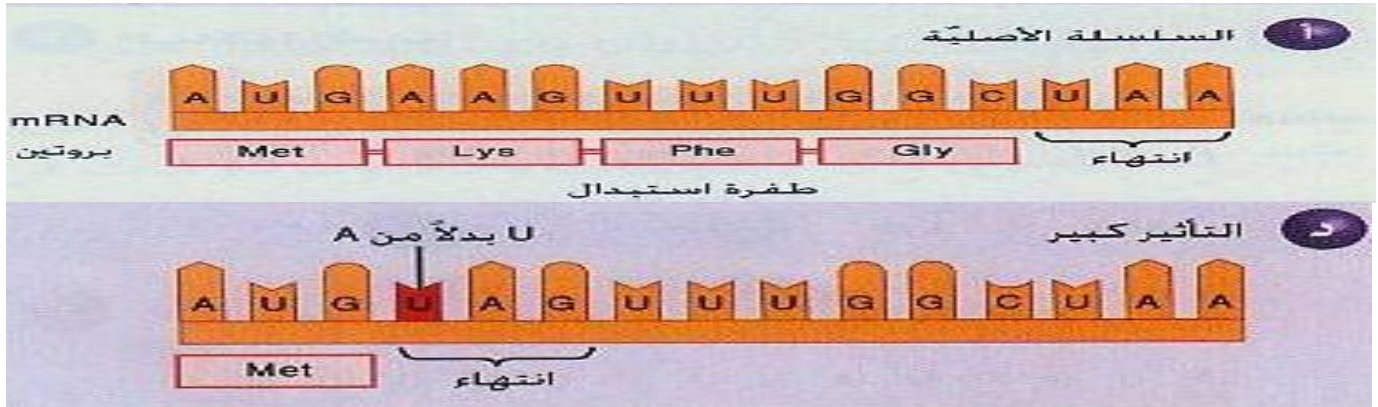 أ السلسلة الأصليّة
A U G A A G U U U G G C U A A
mRNA
بروتين Met Lys Phe Gly انتهاء
طفرة استبدال
د التأثير كبير
U بدلاً من A
A U G U A G U U U G G C U A A
Met انتهاء